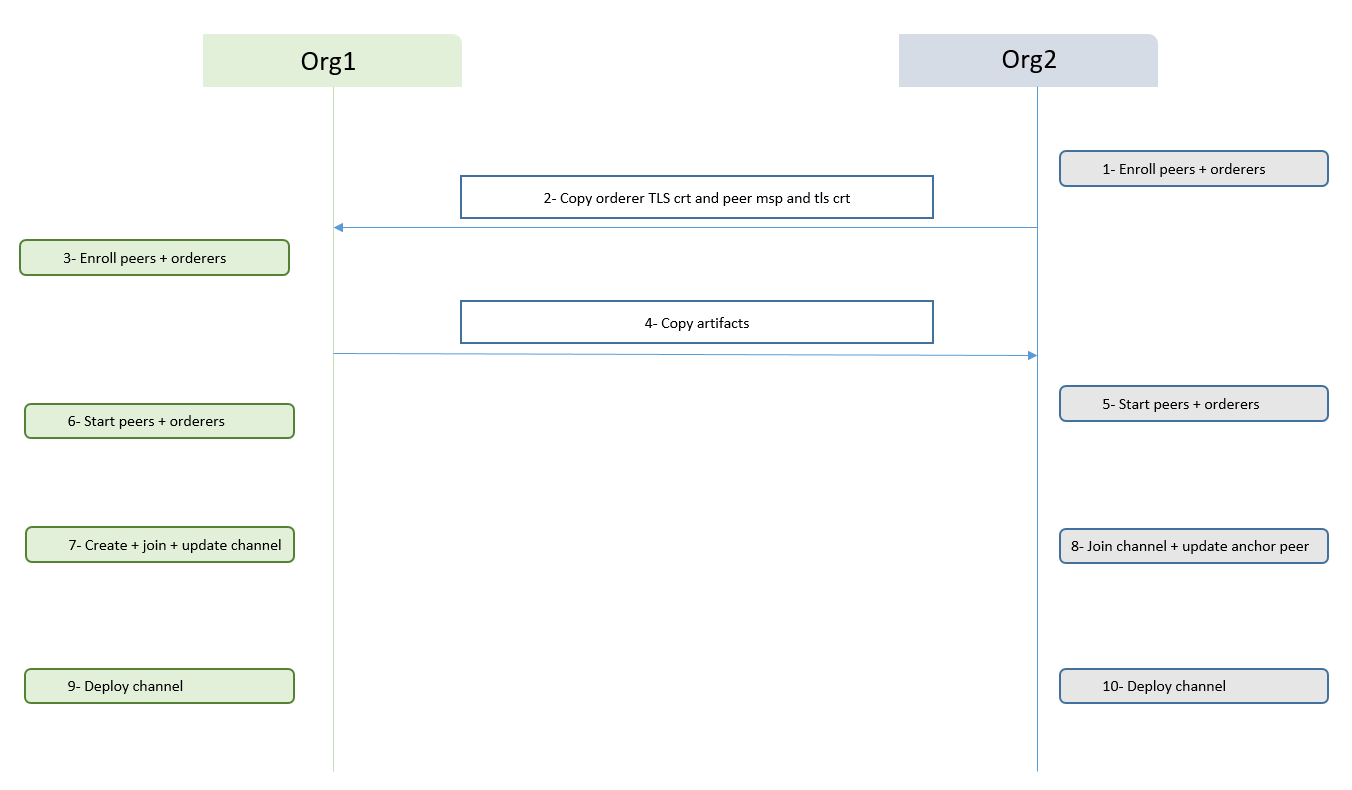 Org1
Org2
1- Enroll peers + orderers
2- Copy orderer TLS crt and peer msp and tls crt
3- Enroll peers + orderers
4- Copy artifacts
5- Start peers + orderers
6- Start peers + orderers
7- Create + join + update channel
8- Join channel + update anchor peer
9- Deploy channel
10- Deploy channel